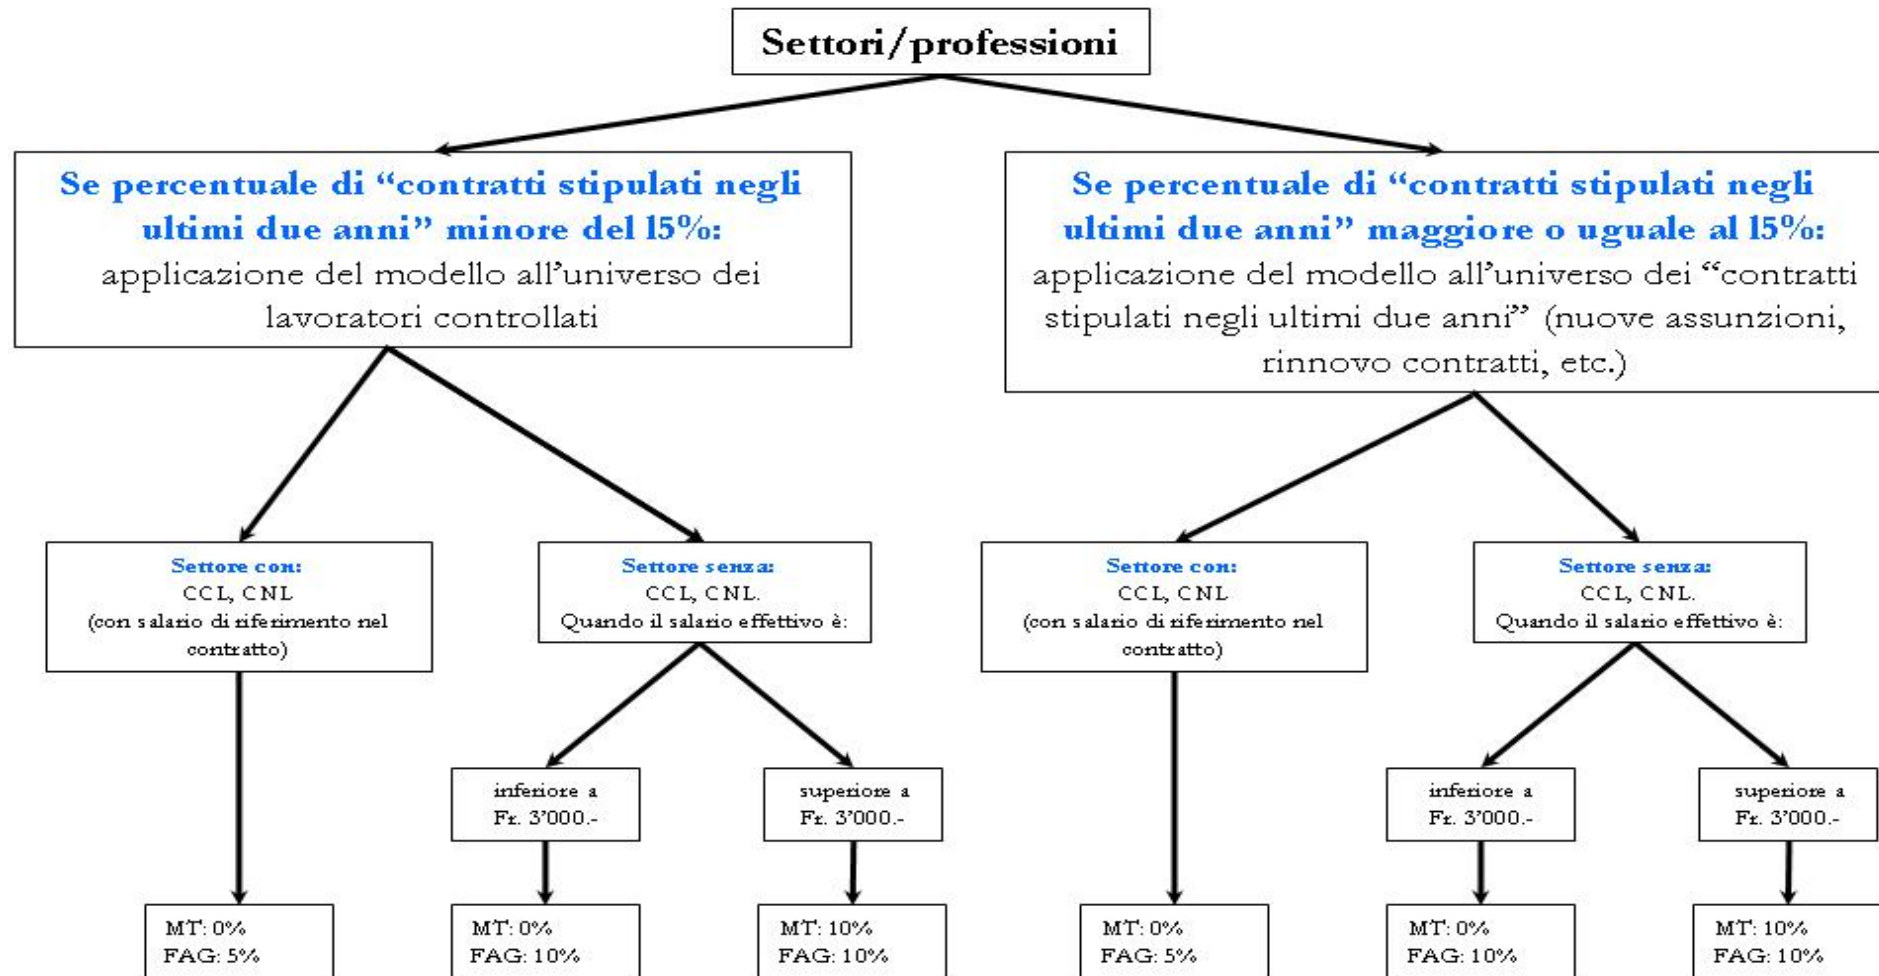 Settori/professioni
Se percentuale di “contratti stipulati negli
ultimi due anni” minore del 15%:
applicazione del modello all’universo dei
lavoratori controllati
Se percentuale di “contratti stipulati negli
ultimi due anni” maggiore o uguale al 15%:
applicazione del modello all’universo dei “contratti
stipulati negli ultimi due anni” (nuove assunzioni,
rinnovo contratti, etc.)
Settore con:
CCL, CNL
(con salario di riferimento nel
contratto)
Settore senza:
CCL, CNL.
Quando il salario effettivo è:
Settore con:
CCL, CNL
(con salario di riferimento nel
contratto)
Settore senza:
CCL, CNL.
Quando il salario effettivo è:
inferiore a
Fr. 3’000.-
superiore a
Fr. 3’000.-
inferiore a
Fr. 3’000.-
superiore a
Fr. 3’000.-
MT: 0%
FAG: 5%
MT: 0%
FAG: 10%
MT: 10%
FAG: 10%
MT: 0%
FAG: 5%
MT: 0%
FAG: 10%
MT: 10%
FAG: 10%